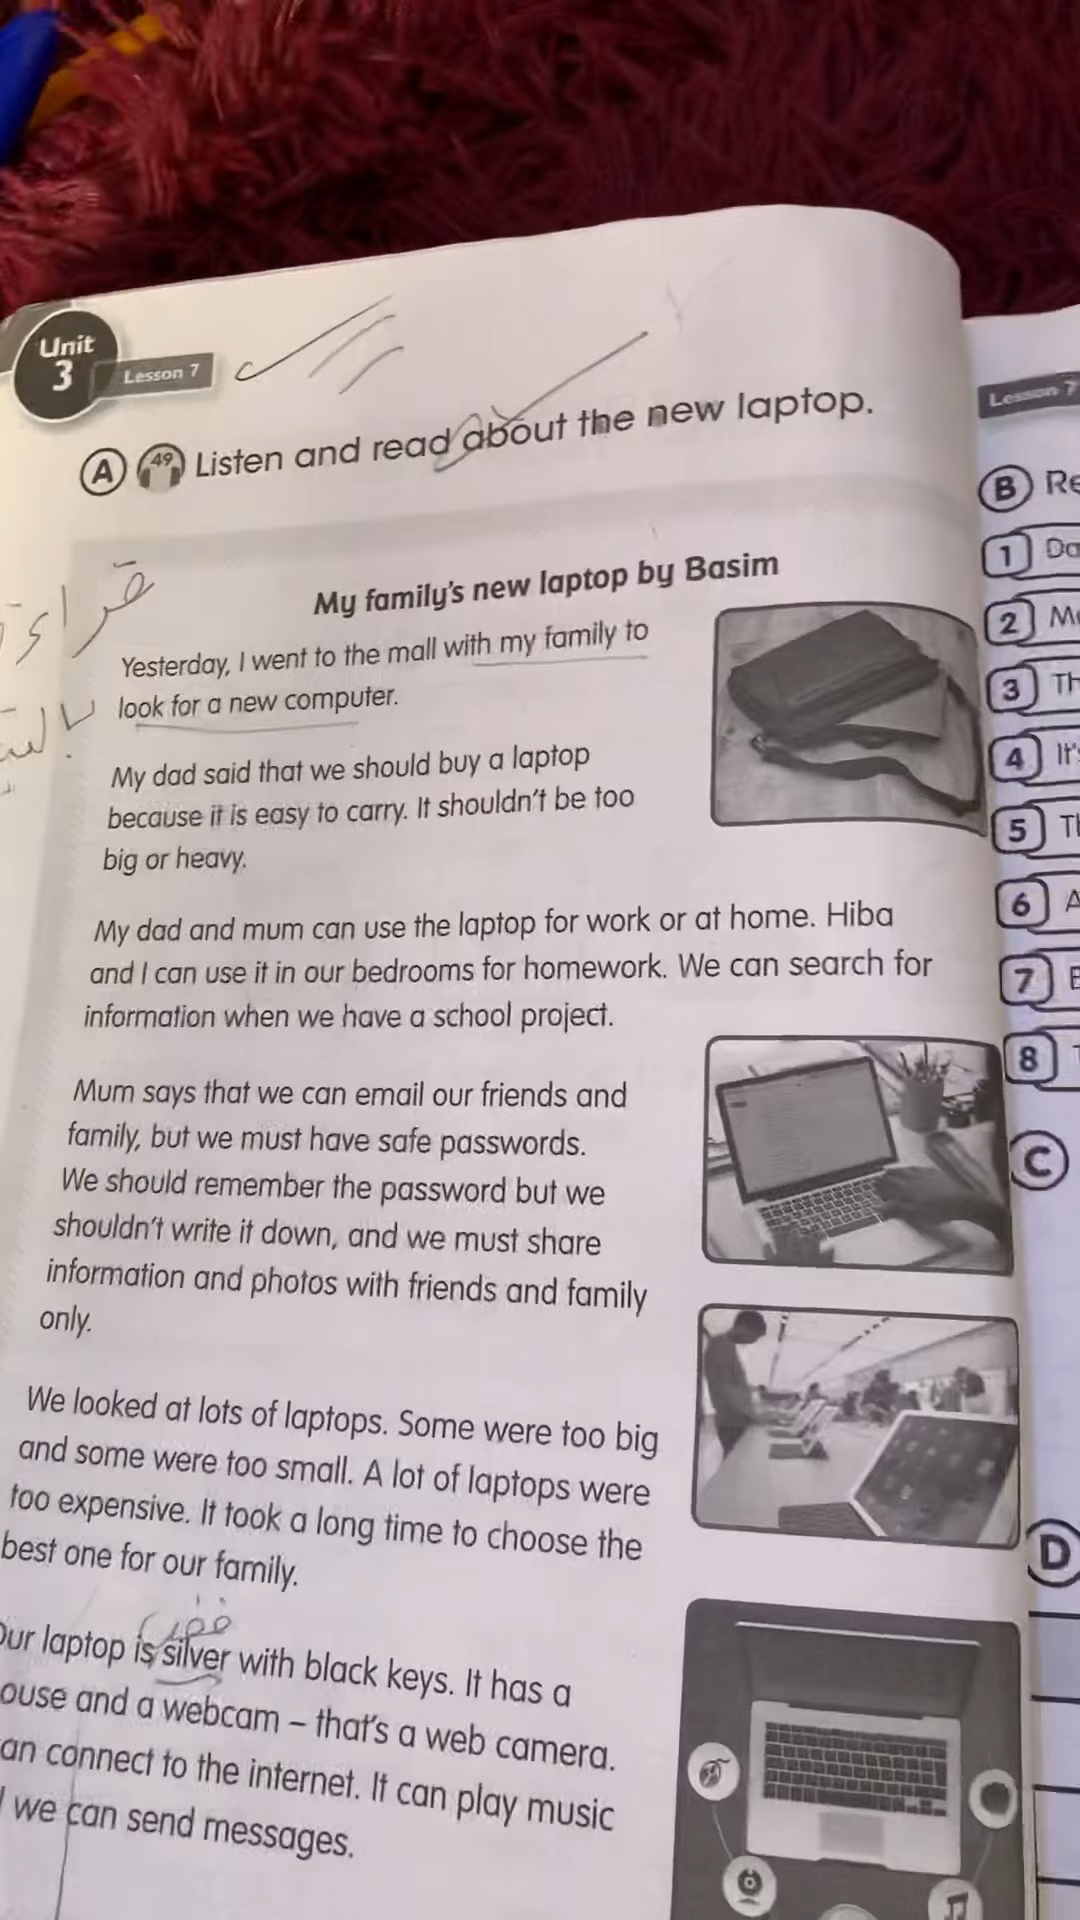 Unit
3
Lesson 7
A 49 Listen and read about the new laptop.
قراءة
My family's new laptop by Basim
Yesterday, I went to the mall with my family to
look for a new computer.
My dad said that we should buy a laptop
because it is easy to carry. It shouldn't be too
big or heavy.
My dad and mum can use the laptop for work or at home. Hiba
and I can use it in our bedrooms for homework. We can search for
information when we have a school project.
Mum says that we can email our friends and
family, but we must have safe passwords.
We should remember the password but we
shouldn't write it down, and we must share
information and photos with friends and family
only.
We looked at lots of laptops. Some were too big
and some were too small. A lot of laptops were
too expensive. It took a long time to choose the
best one for our family.
our laptop is silver with black keys. It has a
ouse and a webcam – that's a web camera.
an connect to the internet. It can play music
we can send messages.
Lesson 7
B Re
1 Da
2 M
3 Th
4 It's
5 T
6 A
7
8
C
D